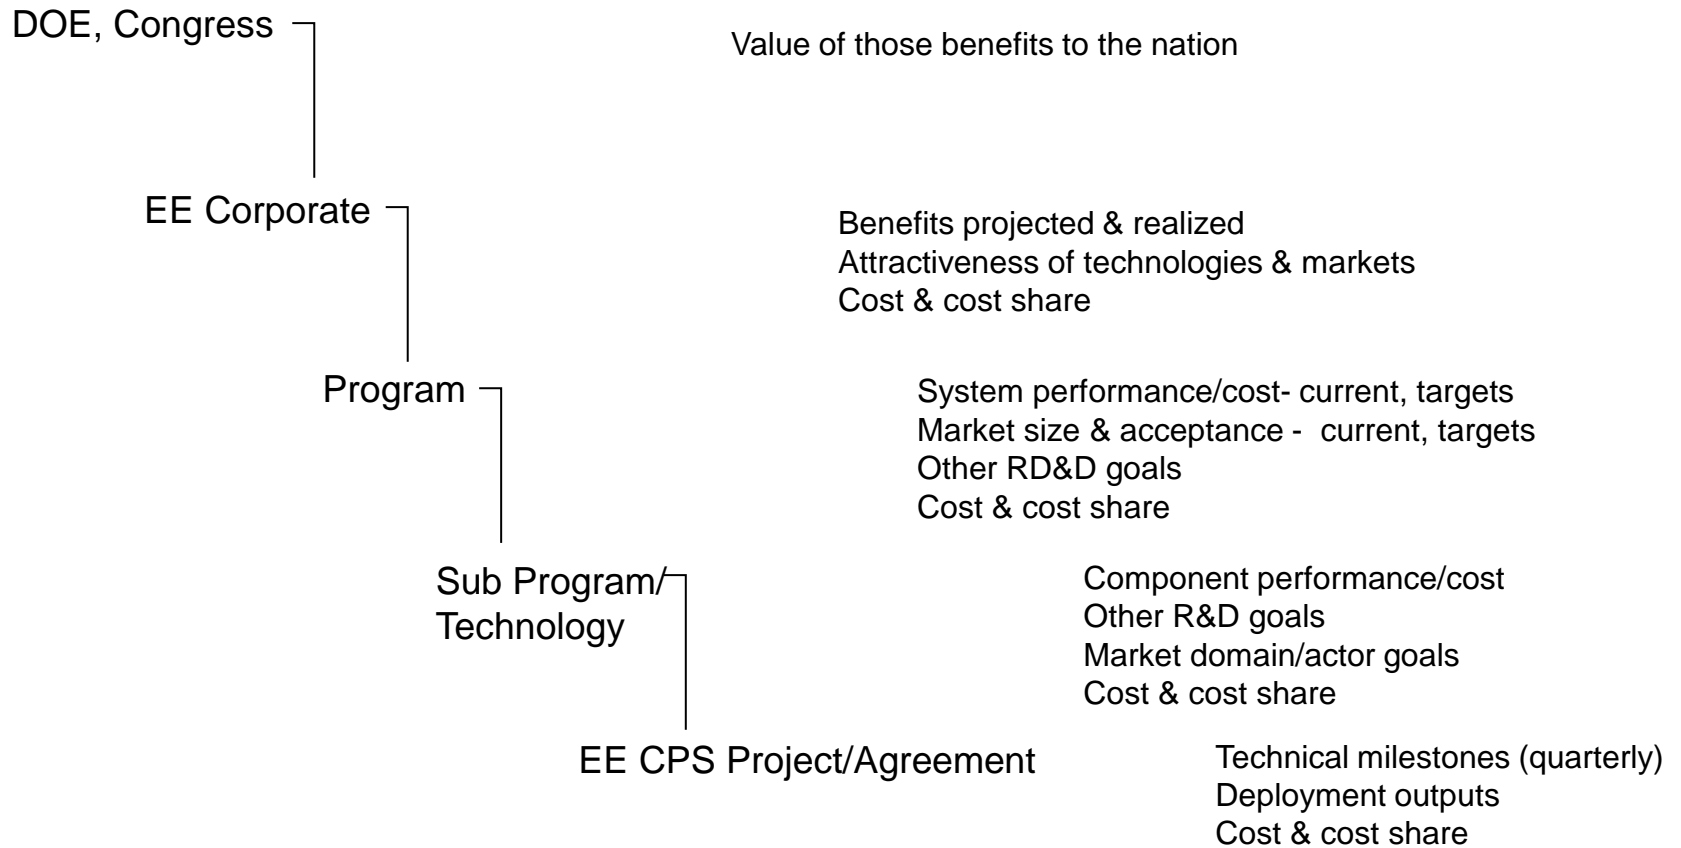 DOE, Congress
Value of those benefits to the nation
EE Corporate
Benefits projected & realized
Attractiveness of technologies & markets
Cost & cost share
Program
System performance/cost- current, targets
Market size & acceptance -  current, targets
Other RD&D goals
Cost & cost share
Sub Program/
Technology
Component performance/cost
Other R&D goals
Market domain/actor goals
Cost & cost share
EE CPS Project/Agreement
Technical milestones (quarterly)
Deployment outputs
Cost & cost share